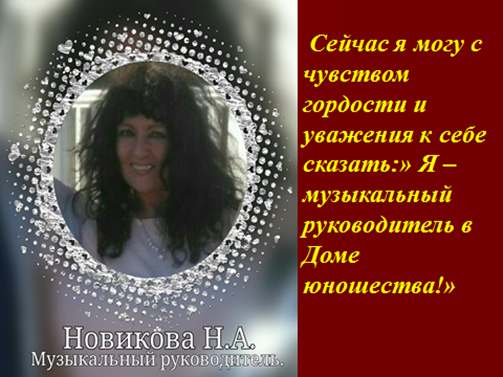 Сейчас я могу с
чувством
гордости и
уважения к себе
сказать:» Я –
музыкальный
руководитель в
Доме
юношества!»
Новикова Н.А.
Музыкальный руководитель.